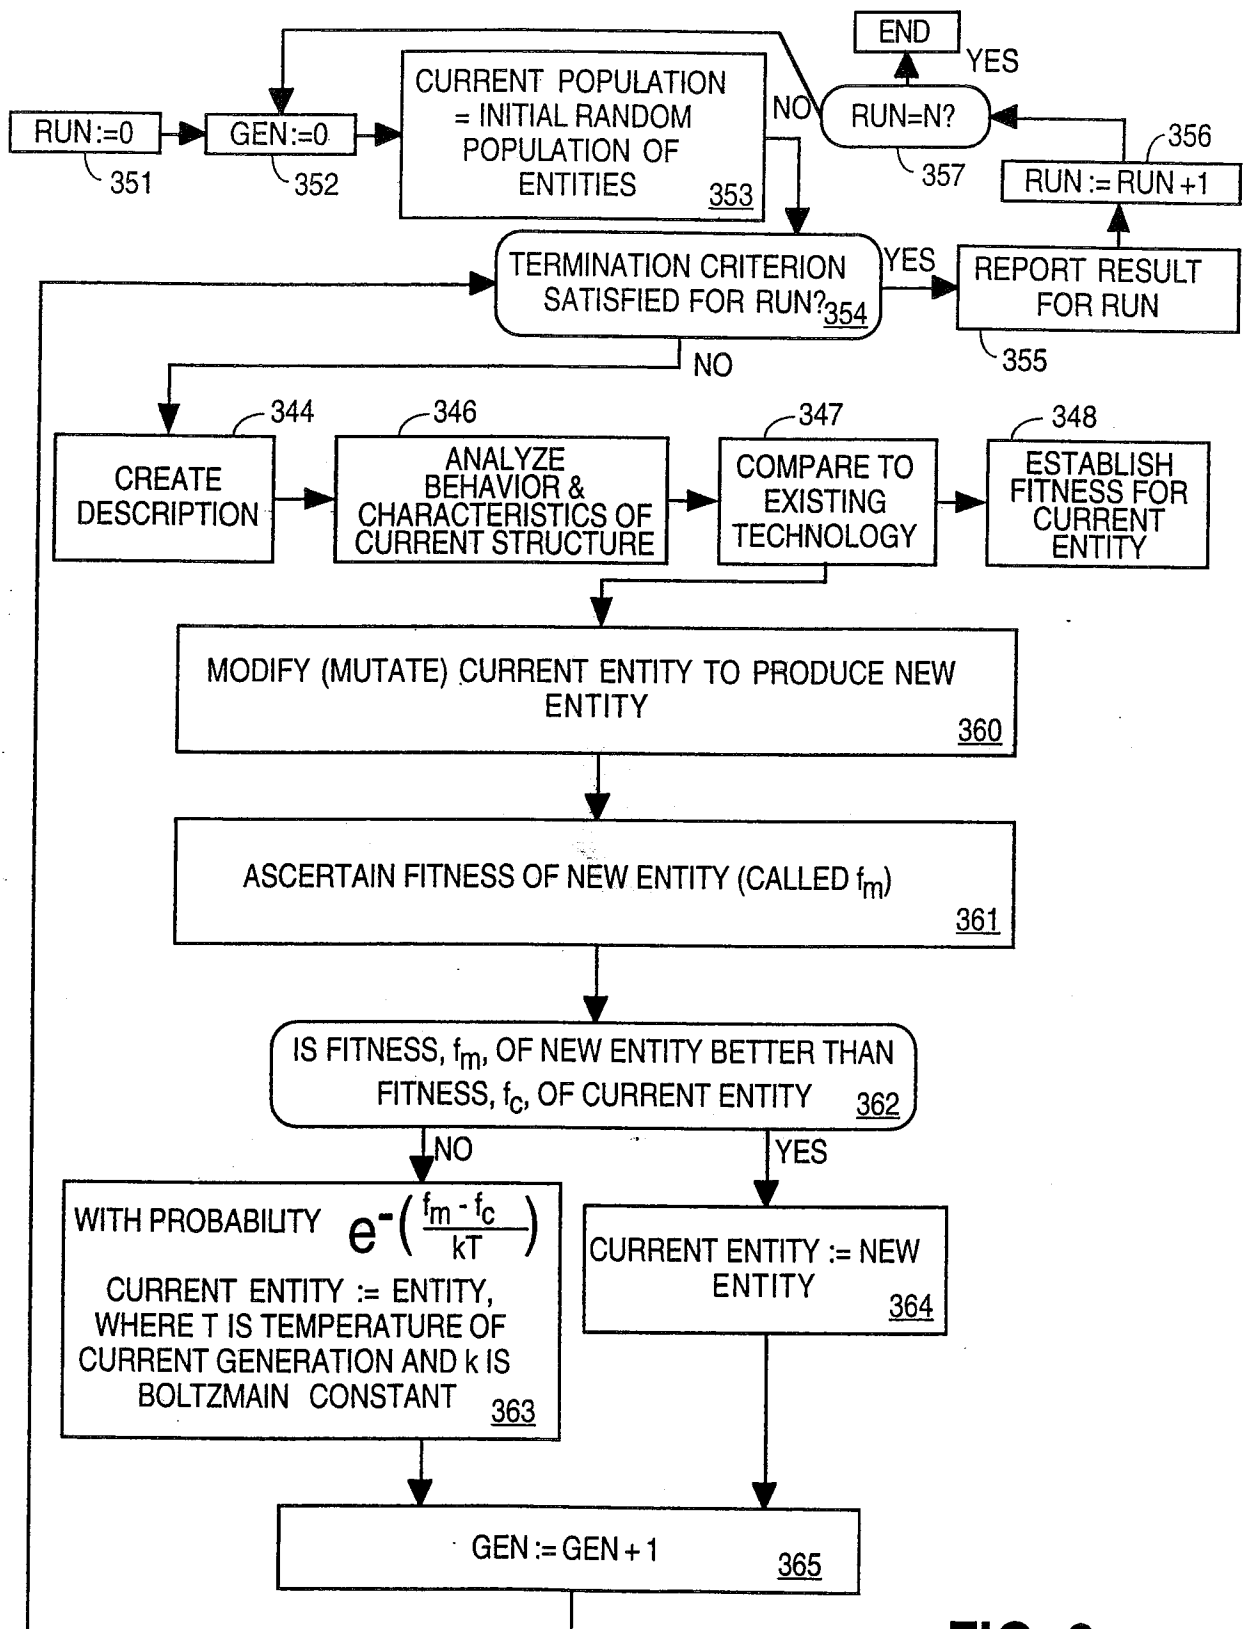 END
YES
RUN:=0
351
GEN:=0
352
CURRENT POPULATION
= INITIAL RANDOM
POPULATION OF
ENTITIES
353
NO
RUN=N?
357
356
RUN := RUN +1
TERMINATION CRITERION
SATISFIED FOR RUN?
354
YES
REPORT RESULT
FOR RUN
355
NO
344
CREATE
DESCRIPTION
346
ANALYZE
BEHAVIOR &
CHARACTERISTICS OF
CURRENT STRUCTURE
347
COMPARE TO
EXISTING
TECHNOLOGY
348
ESTABLISH
FITNESS FOR
CURRENT
ENTITY
MODIFY (MUTATE) CURRENT ENTITY TO PRODUCE NEW
ENTITY
360
ASCERTAIN FITNESS OF NEW ENTITY (CALLED fm)
361
IS FITNESS, fm, OF NEW ENTITY BETTER THAN
FITNESS, fc, OF CURRENT ENTITY
362
NO
YES
WITH PROBABILITY e-(fm - fc / kT)
CURRENT ENTITY := ENTITY,
WHERE T IS TEMPERATURE OF
CURRENT GENERATION AND k IS
BOLTZMAIN CONSTANT
363
CURRENT ENTITY := NEW
ENTITY
364
GEN := GEN + 1
365